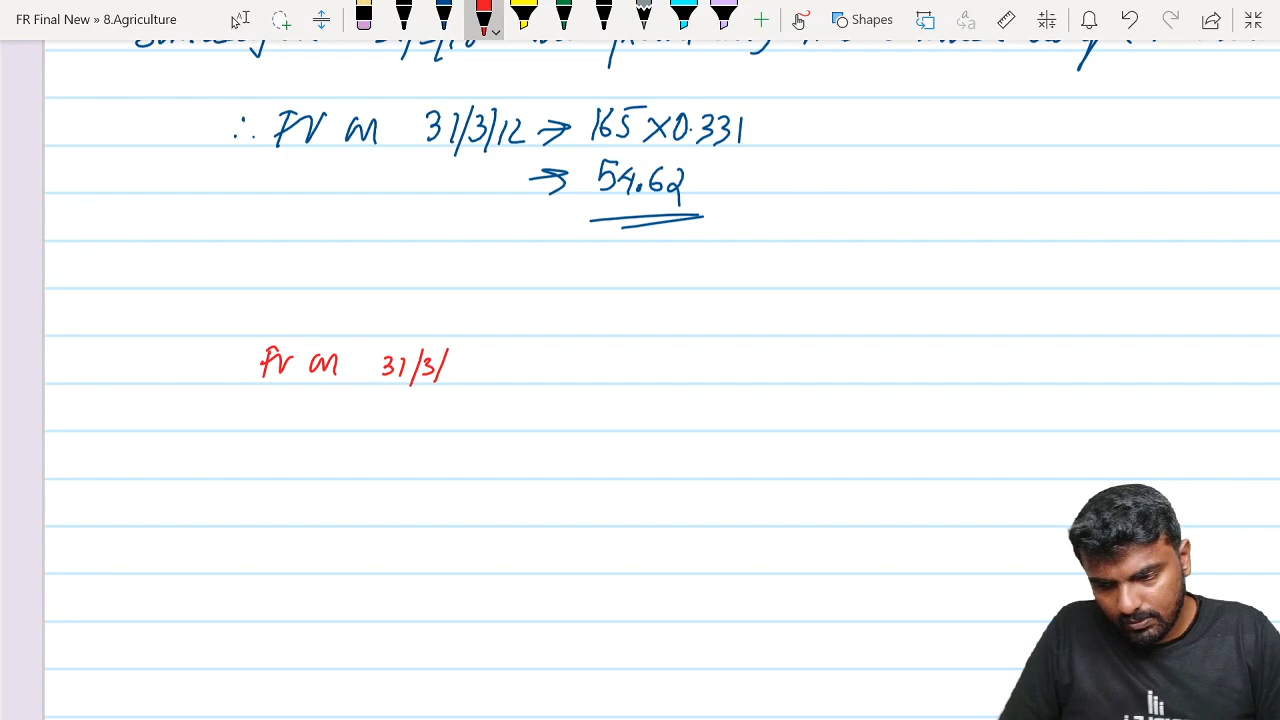 FR Final New » 8.Agriculture
Shapes
∴ FV on 31/3/12 → 165 × 0.331
→ 54.62
FV on 31/3/